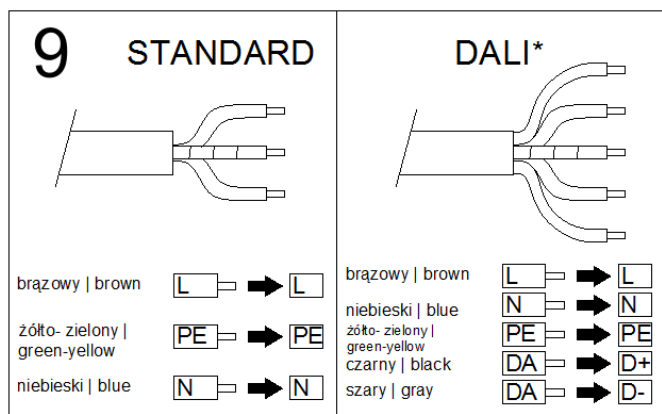 9 STANDARD
brązowy | brown L L
żółto- zielony |
green-yellow PE PE
niebieski | blue N N
DALI*
brązowy | brown L L
niebieski | blue N N
żółto- zielony |
green-yellow PE PE
czarny | black DA D+
szary | gray DA D-